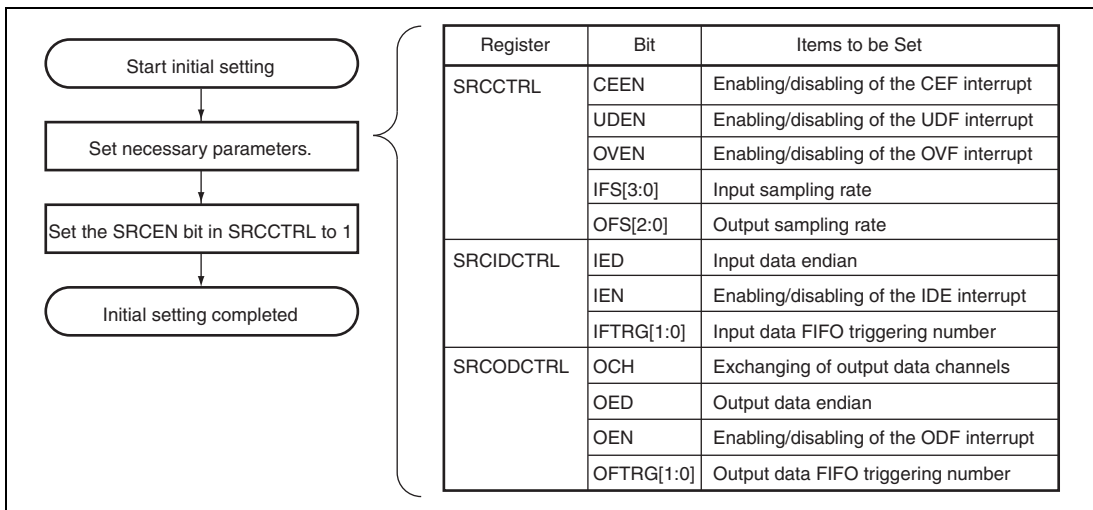 Start initial setting
Set necessary parameters.
Set the SRCEN bit in SRCCTRL to 1
Initial setting completed
Register Bit Items to be Set
SRCCTRL CEEN Enabling/disabling of the CEF interrupt
UDEN Enabling/disabling of the UDF interrupt
OVEN Enabling/disabling of the OVF interrupt
IFS[3:0] Input sampling rate
OFS[2:0] Output sampling rate
SRCIDCTRL IED Input data endian
IEN Enabling/disabling of the IDE interrupt
IFTRG[1:0] Input data FIFO triggering number
SRCODCTRL OCH Exchanging of output data channels
OED Output data endian
OEN Enabling/disabling of the ODF interrupt
OFTRG[1:0] Output data FIFO triggering number